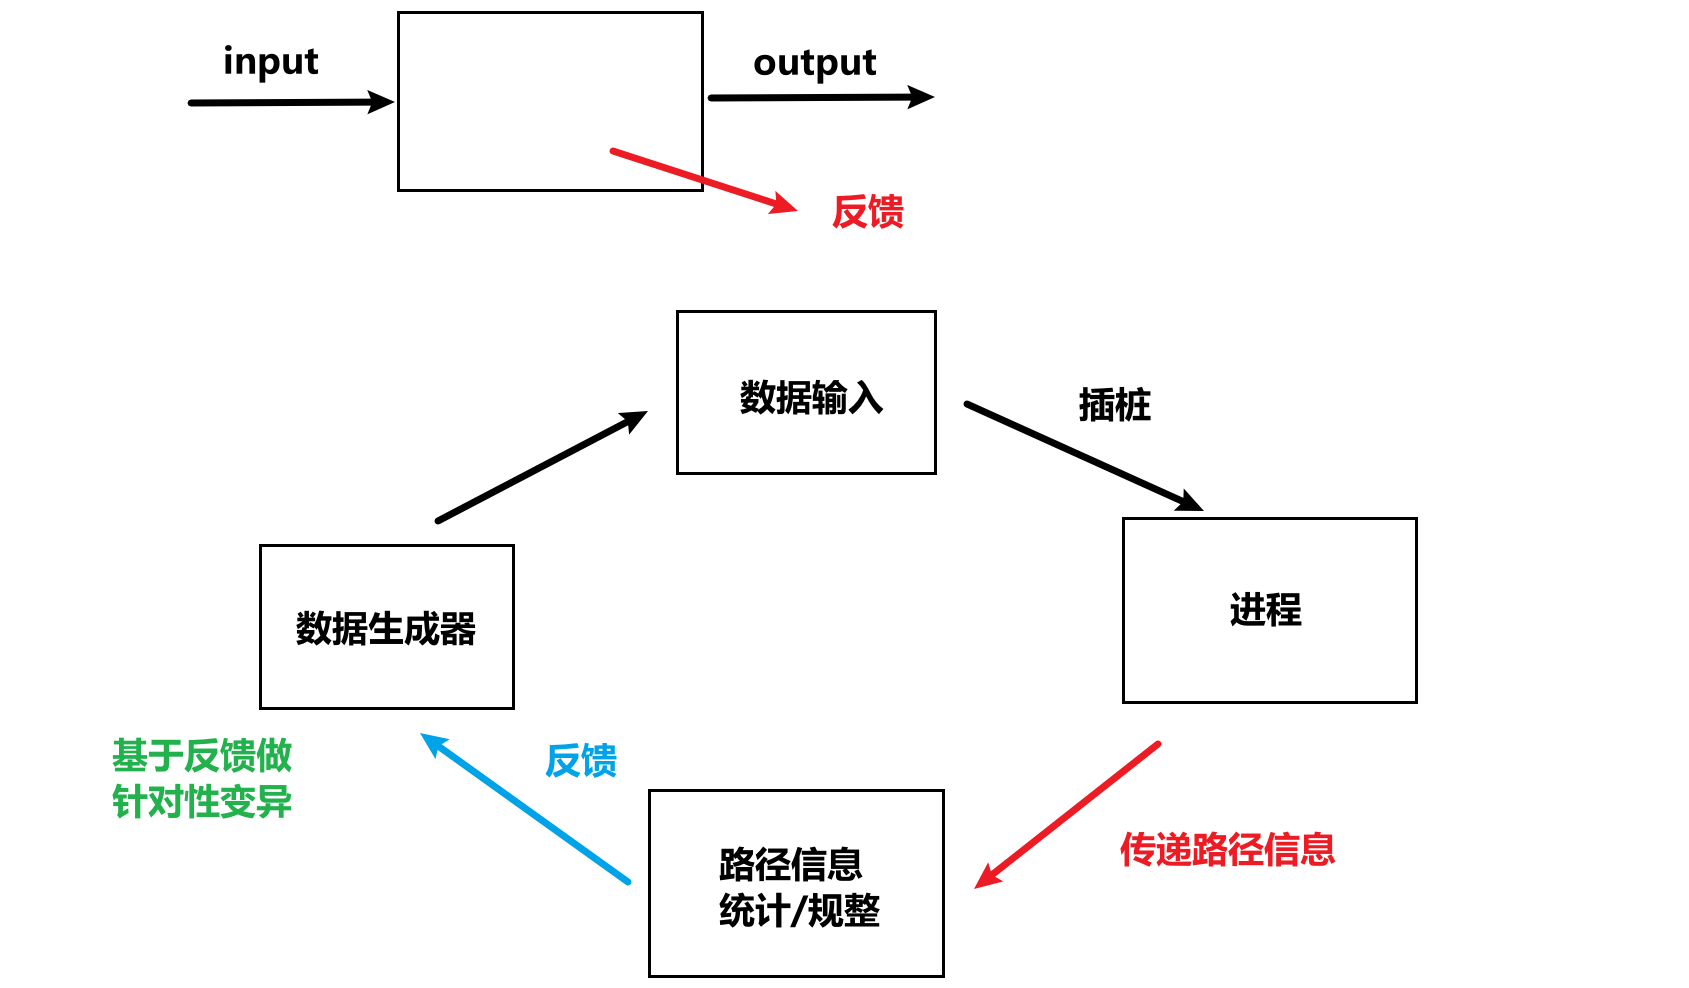 input
output
反馈
数据输入
插桩
进程
数据生成器
基于反馈做
针对性变异
反馈
传递路径信息
路径信息
统计/规整